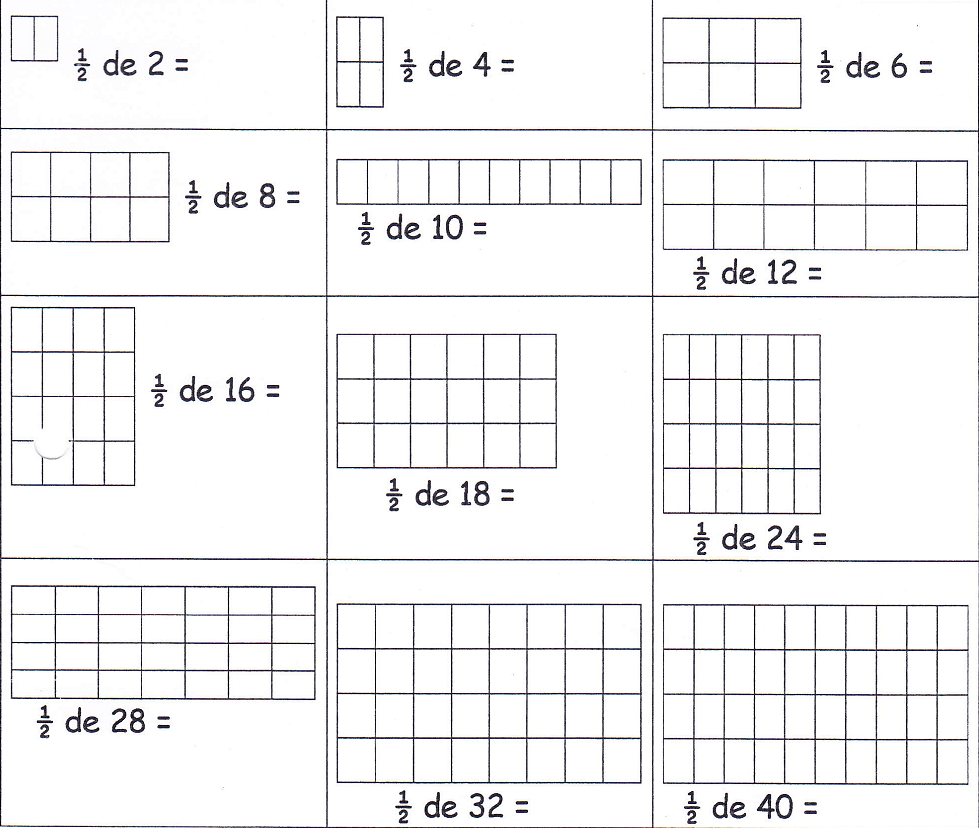 ½ de 2 =
½ de 4 =
½ de 6 =
½ de 8 =
½ de 10 =
½ de 12 =
½ de 16 =
½ de 18 =
½ de 24 =
½ de 28 =
½ de 32 =
½ de 40 =